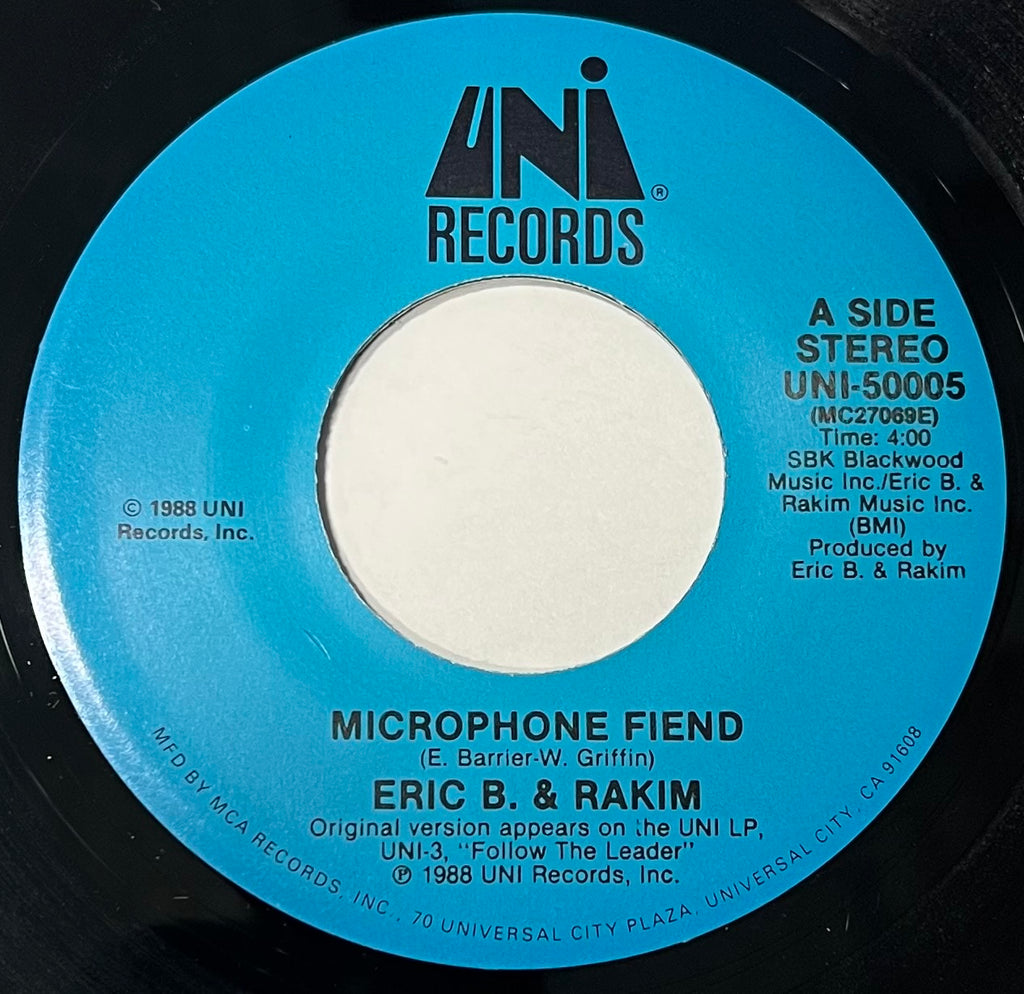 UNI®
RECORDS
A SIDE
STEREO
UNI-50005
(MC27069E)
Time: 4:00
SBK Blackwood
Music Inc./Eric B. &
Rakim Music Inc.
(BMI)
Produced by
Eric B. & Rakim
© 1988 UNI
Records, Inc.
MICROPHONE FIEND
(E. Barrier-W. Griffin)
ERIC B. & RAKIM
Original version appears on the UNI LP,
UNI-3, "Follow The Leader"
℗ 1988 UNI Records, Inc.
MFD BY MCA RECORDS, INC., 70 UNIVERSAL CITY PLAZA, UNIVERSAL CITY, CA 91608